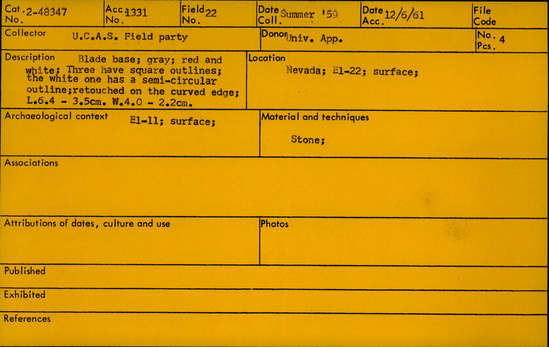 Cat. No. 2-48347 Acc. No. 1331 Field No. 22 Date Coll. Summer '59 Date Acc. 12/6/61 File Code
Collector U.C.A.S. Field party Donor Univ. App. No. Pcs. 4
Description Blade base; gray; red and
white; Three have square outlines;
the white one has a semi-circular
outline;retouched on the curved edge;
L.6.4 - 3.5cm. W.4.0 - 2.2cm.
Location
Nevada; El-22; surface;
Archaeological context El-11; surface;
Material and techniques
Stone;
Associations
Attributions of dates, culture and use
Photos
Published
Exhibited
References